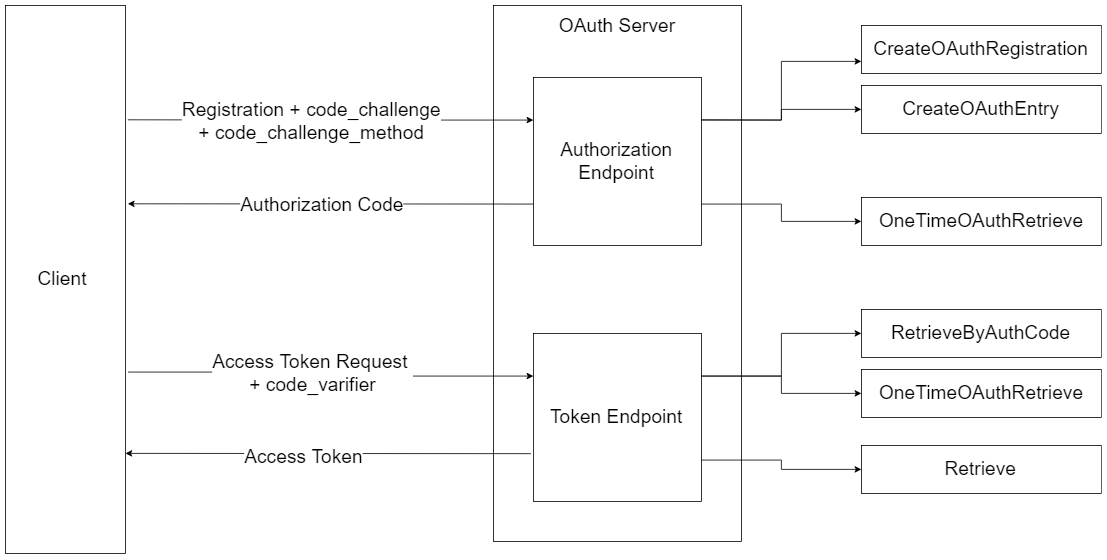 OAuth Server
CreateOAuthRegistration
Registration + code_challenge
+ code_challenge_method
CreateOAuthEntry
Authorization
Endpoint
Authorization Code
OneTimeOAuthRetrieve
Client
RetrieveByAuthCode
Access Token Request
+ code_varifier
OneTimeOAuthRetrieve
Token Endpoint
Access Token
Retrieve